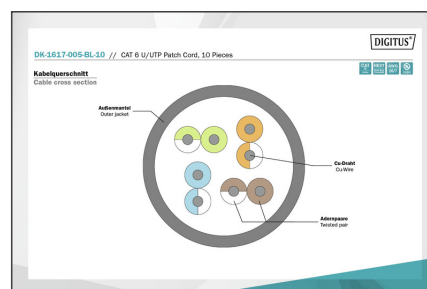 DIGITUS®
DK-1617-005-BL-10 // CAT 6 U/UTP Patch Cord, 10 Pieces
Kabelquerschnitt
Cable cross section
Außenmantel
Outer jacket
Cu-Draht
Cu-Wire
Adernpaare
Twisted pair